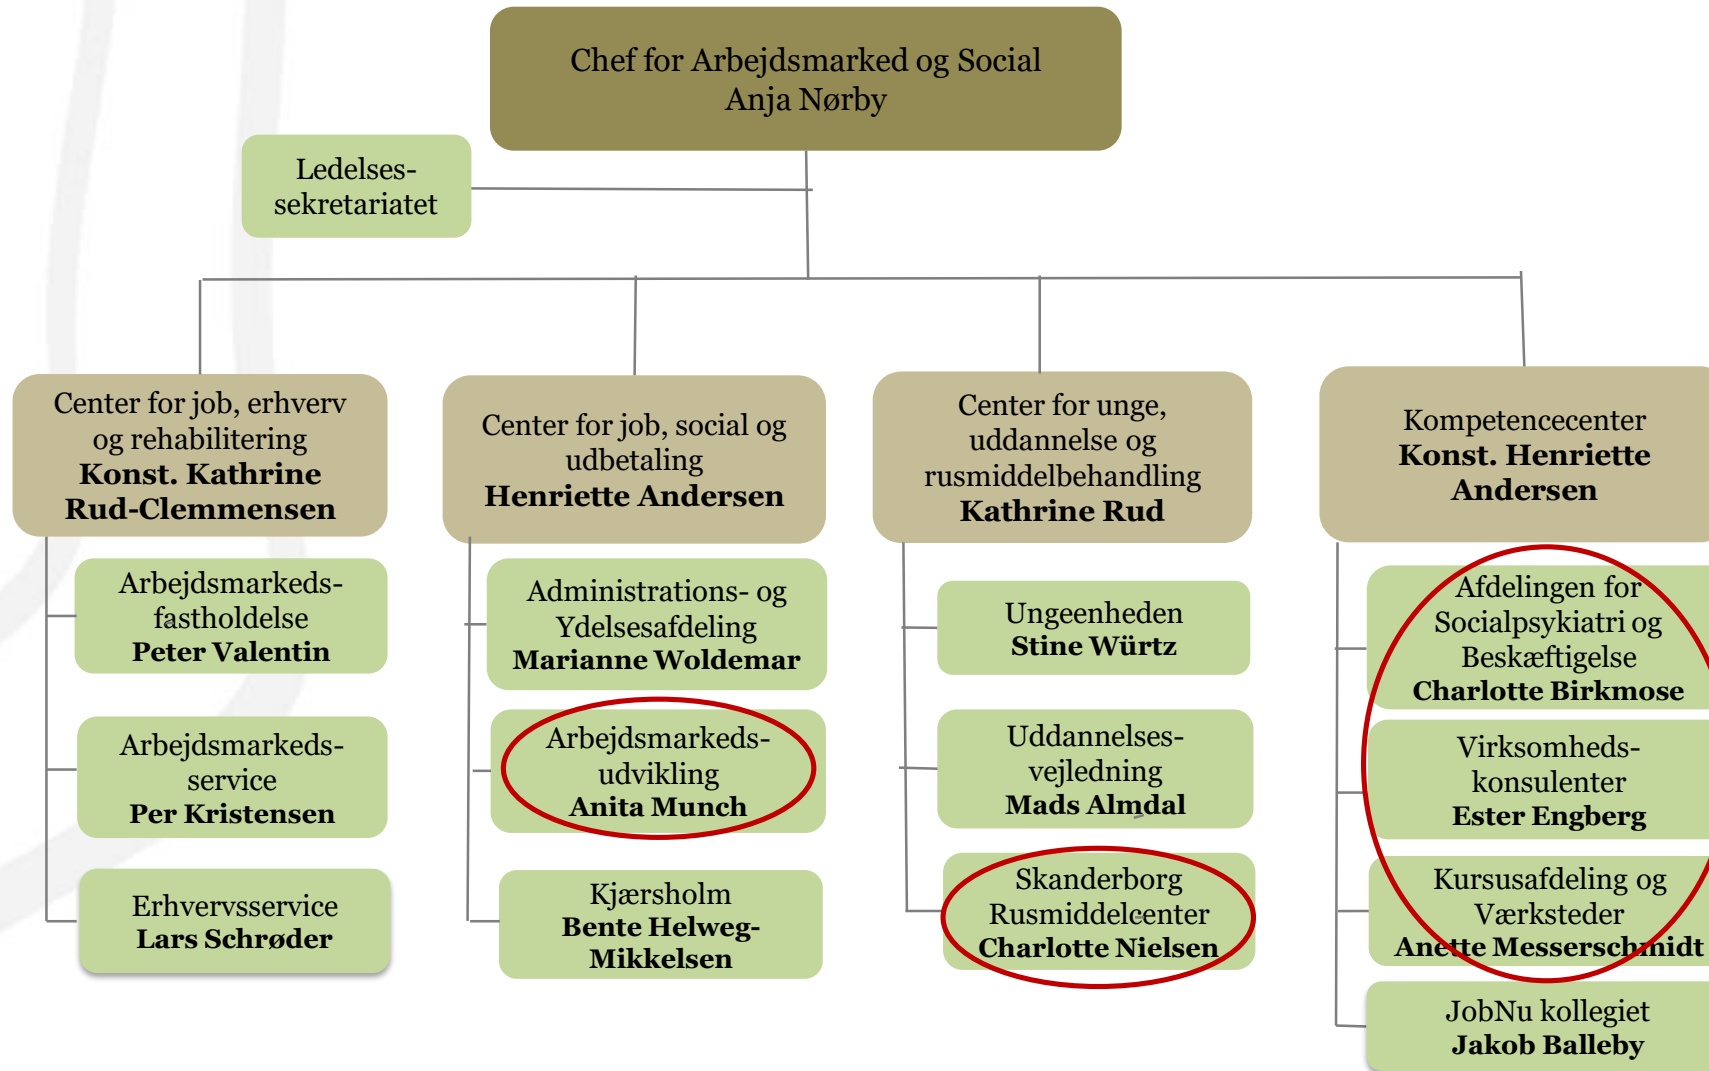 Chef for Arbejdsmarked og Social
Anja Nørby
Ledelses-
sekretariatet
Center for job, erhverv
og rehabilitering
Konst. Kathrine
Rud-Clemmensen
Arbejdsmarkeds-
fastholdelse
Peter Valentin
Arbejdsmarkeds-
service
Per Kristensen
Erhvervsservice
Lars Schrøder
Center for job, social og
udbetaling
Henriette Andersen
Administrations- og
Ydelsesafdeling
Marianne Woldemar
Arbejdsmarkeds-
udvikling
Anita Munch
Kjærsholm
Bente Helweg-
Mikkelsen
Center for unge,
uddannelse og
rusmiddelbehandling
Kathrine Rud
Ungeenheden
Stine Würtz
Uddannelses-
vejledning
Mads Almdal
Skanderborg
Rusmiddelcenter
Charlotte Nielsen
Kompetencecenter
Konst. Henriette
Andersen
Afdelingen for
Socialpsykiatri og
Beskæftigelse
Charlotte Birkmose
Virksomheds-
konsulenter
Ester Engberg
Kursusafdeling og
Værksteder
Anette Messerschmidt
JobNu kollegiet
Jakob Balleby